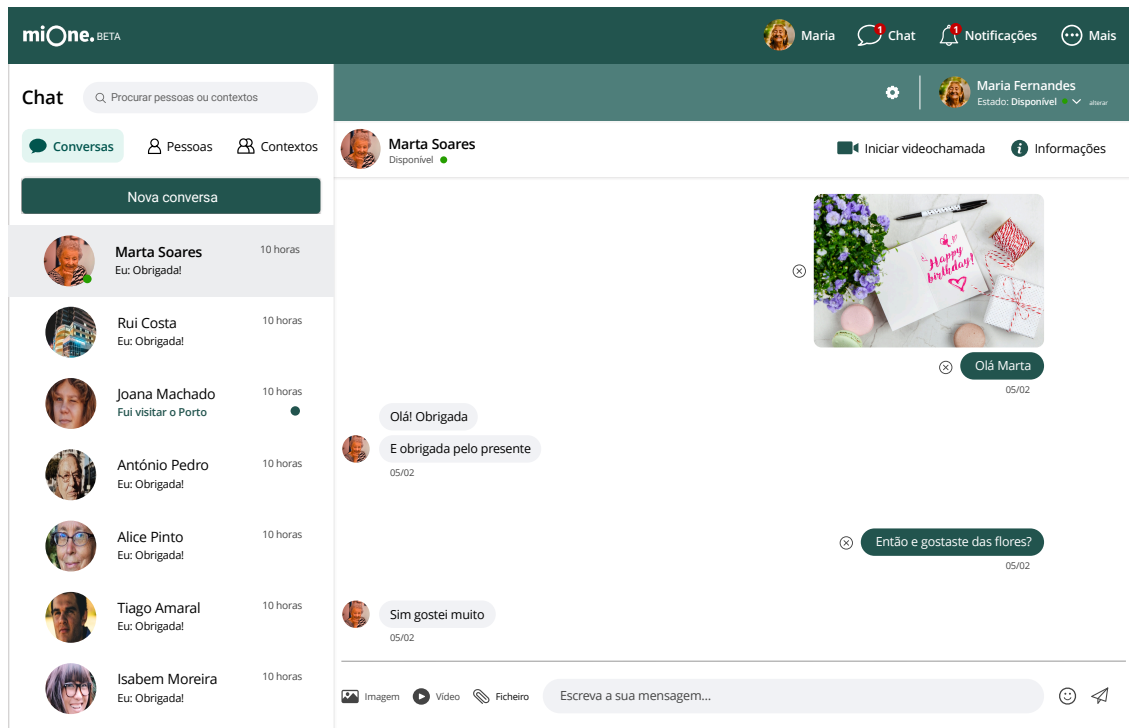 miOne. BETA
Maria
1
Chat
1
Notificações
Mais
Chat
Procurar pessoas ou contextos
Maria Fernandes
Estado: Disponível
alterar
Conversas
Pessoas
Contextos
Marta Soares
Disponível
Iniciar videochamada
Informações
Nova conversa
Marta Soares
10 horas
Eu: Obrigada!
Rui Costa
10 horas
Eu: Obrigada!
Joana Machado
10 horas
Fui visitar o Porto
António Pedro
10 horas
Eu: Obrigada!
Alice Pinto
10 horas
Eu: Obrigada!
Tiago Amaral
10 horas
Eu: Obrigada!
Isabem Moreira
10 horas
Eu: Obrigada!
Happy
birthday!
Olá Marta
05/02
Olá! Obrigada
E obrigada pelo presente
05/02
Então e gostaste das flores?
05/02
Sim gostei muito
05/02
Imagem
Vídeo
Ficheiro
Escreva a sua mensagem...